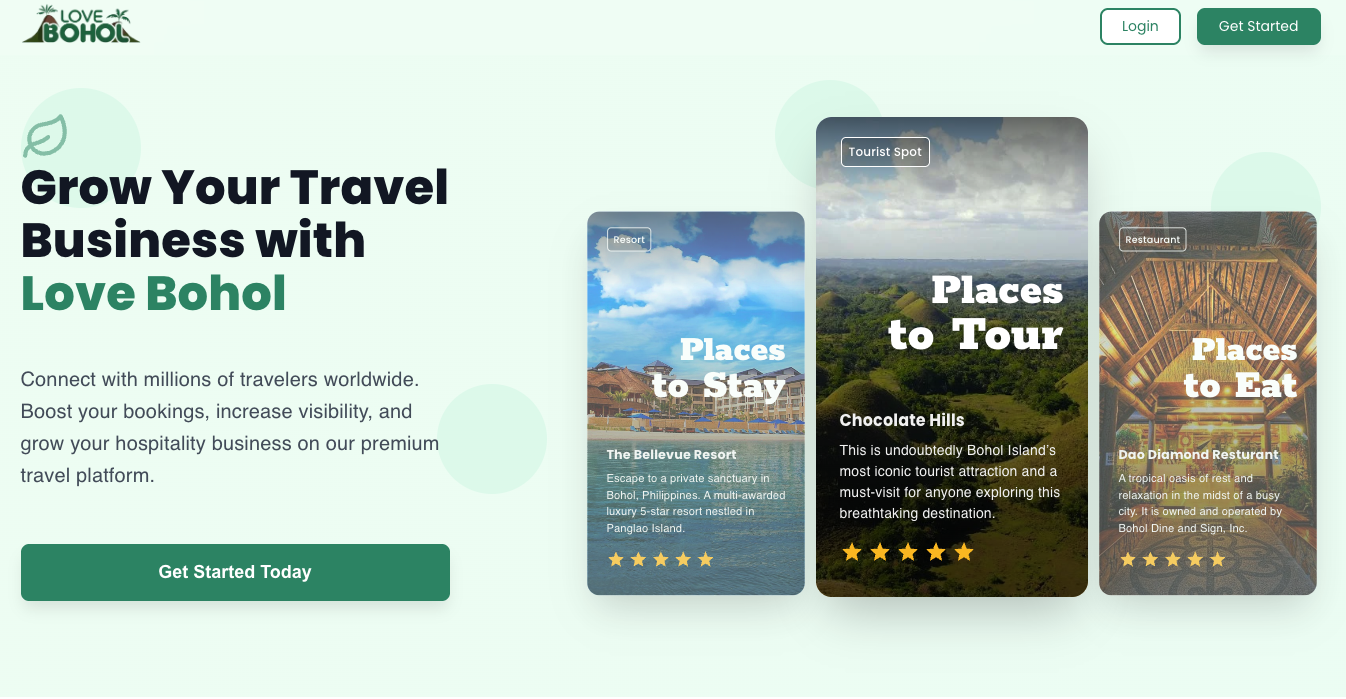 LOVE
BOHOL
Login
Get Started
Grow Your Travel
Business with
Love Bohol
Connect with millions of travelers worldwide.
Boost your bookings, increase visibility, and
grow your hospitality business on our premium
travel platform.
Get Started Today
Resort
Places
to Stay
The Bellevue Resort
Escape to a private sanctuary in
Bohol, Philippines. A multi-awarded
luxury 5-star resort nestled in
Panglao Island.
Tourist Spot
Places
to Tour
Chocolate Hills
This is undoubtedly Bohol Island's
most iconic tourist attraction and a
must-visit for anyone exploring this
breathtaking destination.
Restaurant
Places
to Eat
Dao Diamond Resturant
A tropical oasis of rest and
relaxation in the midst of a busy
city. It is owned and operated by
Bohol Dine and Sign, Inc.